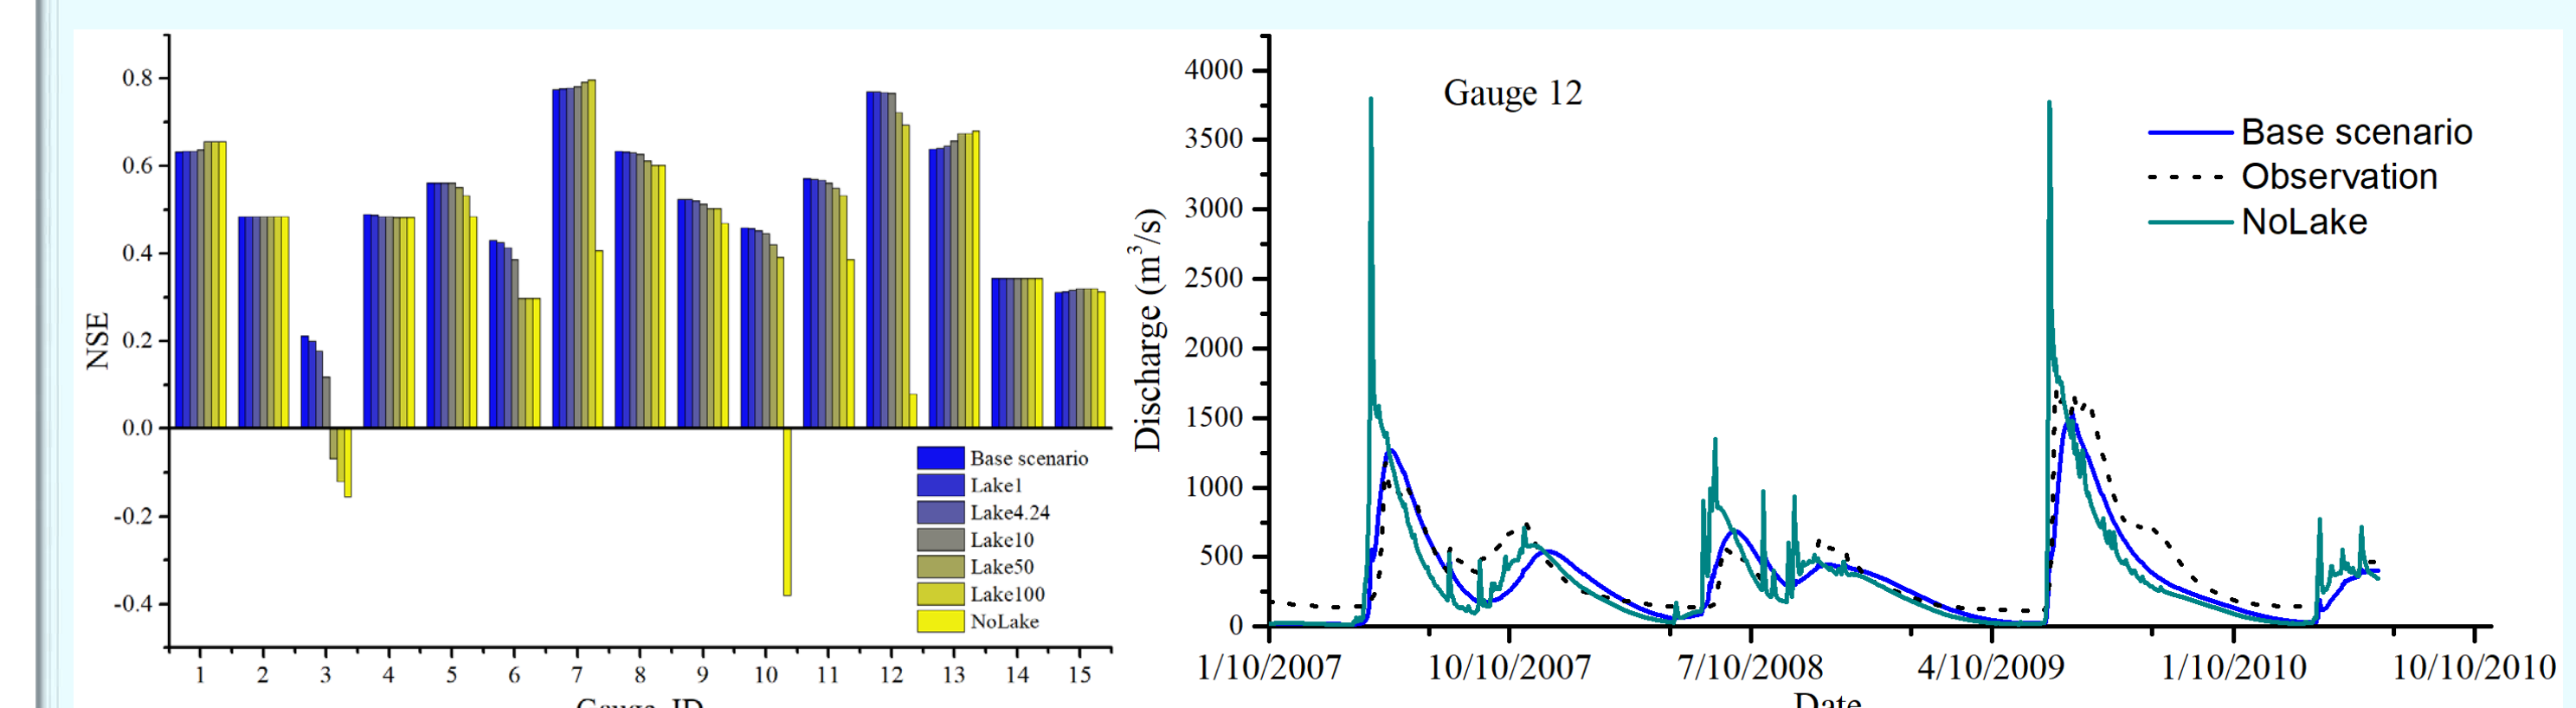 0.8
0.6
0.4
0.2
0.0
-0.2
-0.4
NSE
Base scenario
Lake1
Lake4.24
Lake10
Lake50
Lake100
NoLake
1 2 3 4 5 6 7 8 9 10 11 12 13 14 15
Gauge ID
4000
3500
3000
2500
2000
1500
1000
500
0
Discharge (m³/s)
Gauge 12
Base scenario
Observation
NoLake
1/10/2007 10/10/2007 7/10/2008 4/10/2009 1/10/2010 10/10/2010
Date